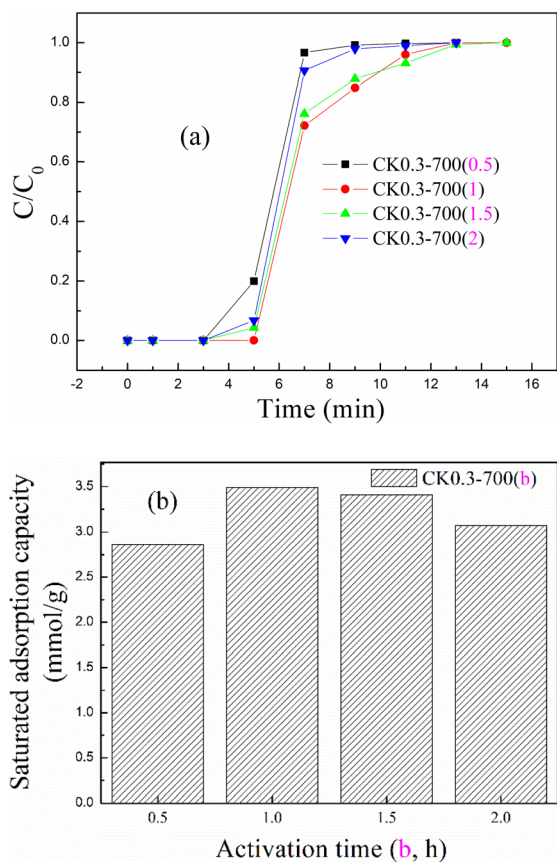 1.0
0.8
0.6
0.4
0.2
0.0
C/C0
(a)
CK0.3-700(0.5)
CK0.3-700(1)
CK0.3-700(1.5)
CK0.3-700(2)
-2 0 2 4 6 8 10 12 14 16
Time (min)
3.5
3.0
2.5
2.0
1.5
1.0
0.5
0.0
Saturated adsorption capacity
(mmol/g)
(b)
CK0.3-700(b)
0.5 1.0 1.5 2.0
Activation time (b, h)